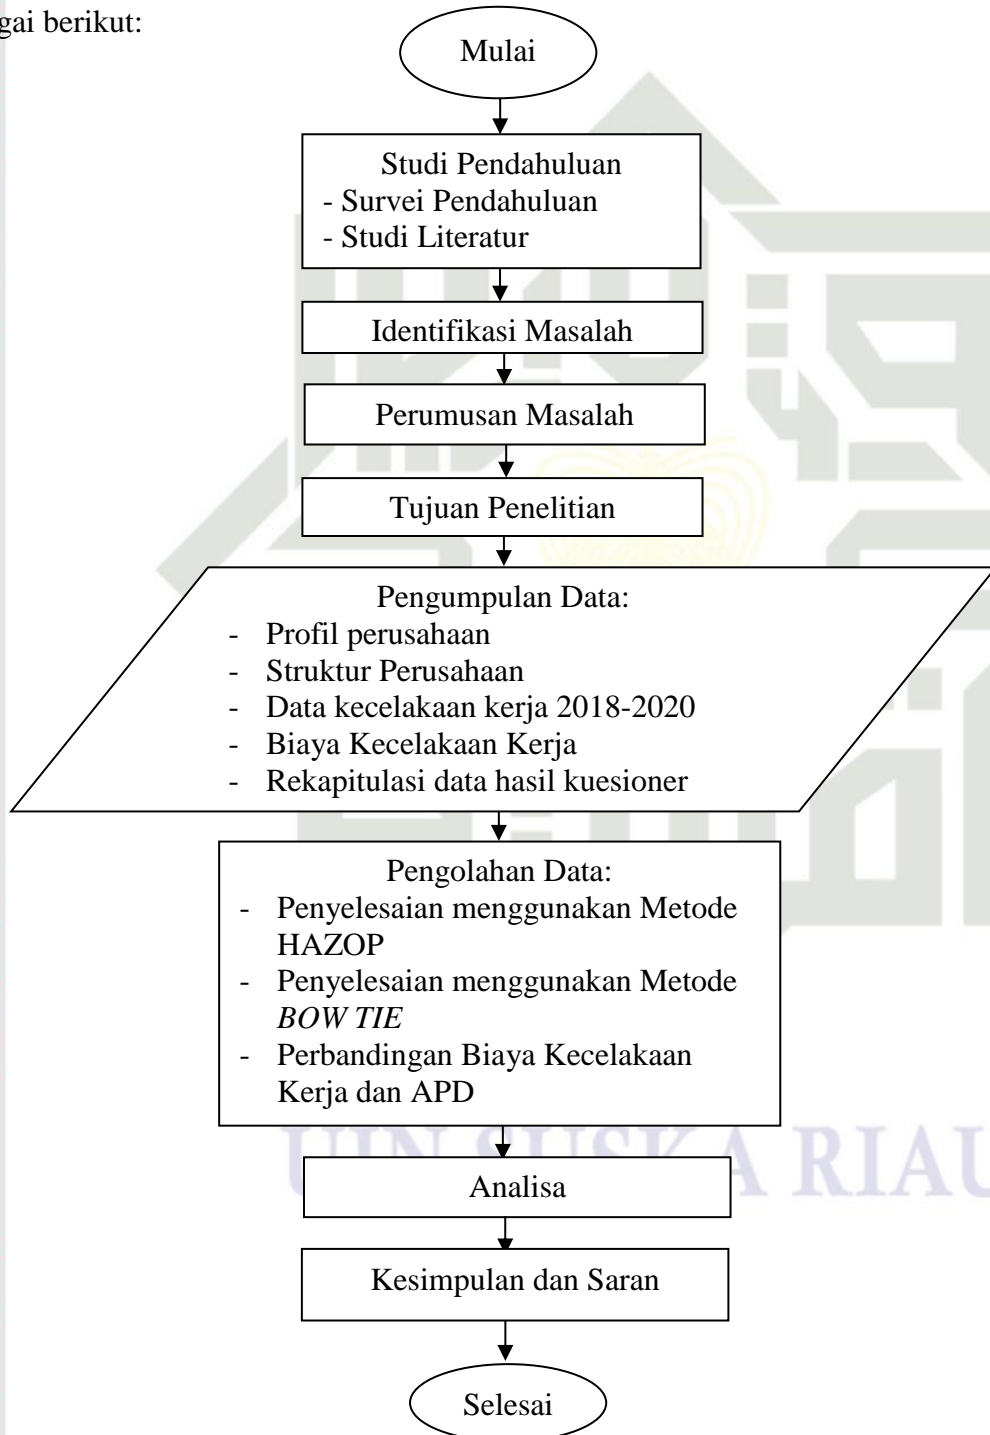 gai berikut:
Mulai
Studi Pendahuluan
- Survei Pendahuluan
- Studi Literatur
Identifikasi Masalah
Perumusan Masalah
Tujuan Penelitian
Pengumpulan Data:
- Profil perusahaan
- Struktur Perusahaan
- Data kecelakaan kerja 2018-2020
- Biaya Kecelakaan Kerja
- Rekapitulasi data hasil kuesioner
Pengolahan Data:
- Penyelesaian menggunakan Metode
HAZOP
- Penyelesaian menggunakan Metode
BOW TIE
- Perbandingan Biaya Kecelakaan
Kerja dan APD
UIN SUSKA RIAU
Analisa
Kesimpulan dan Saran
Selesai